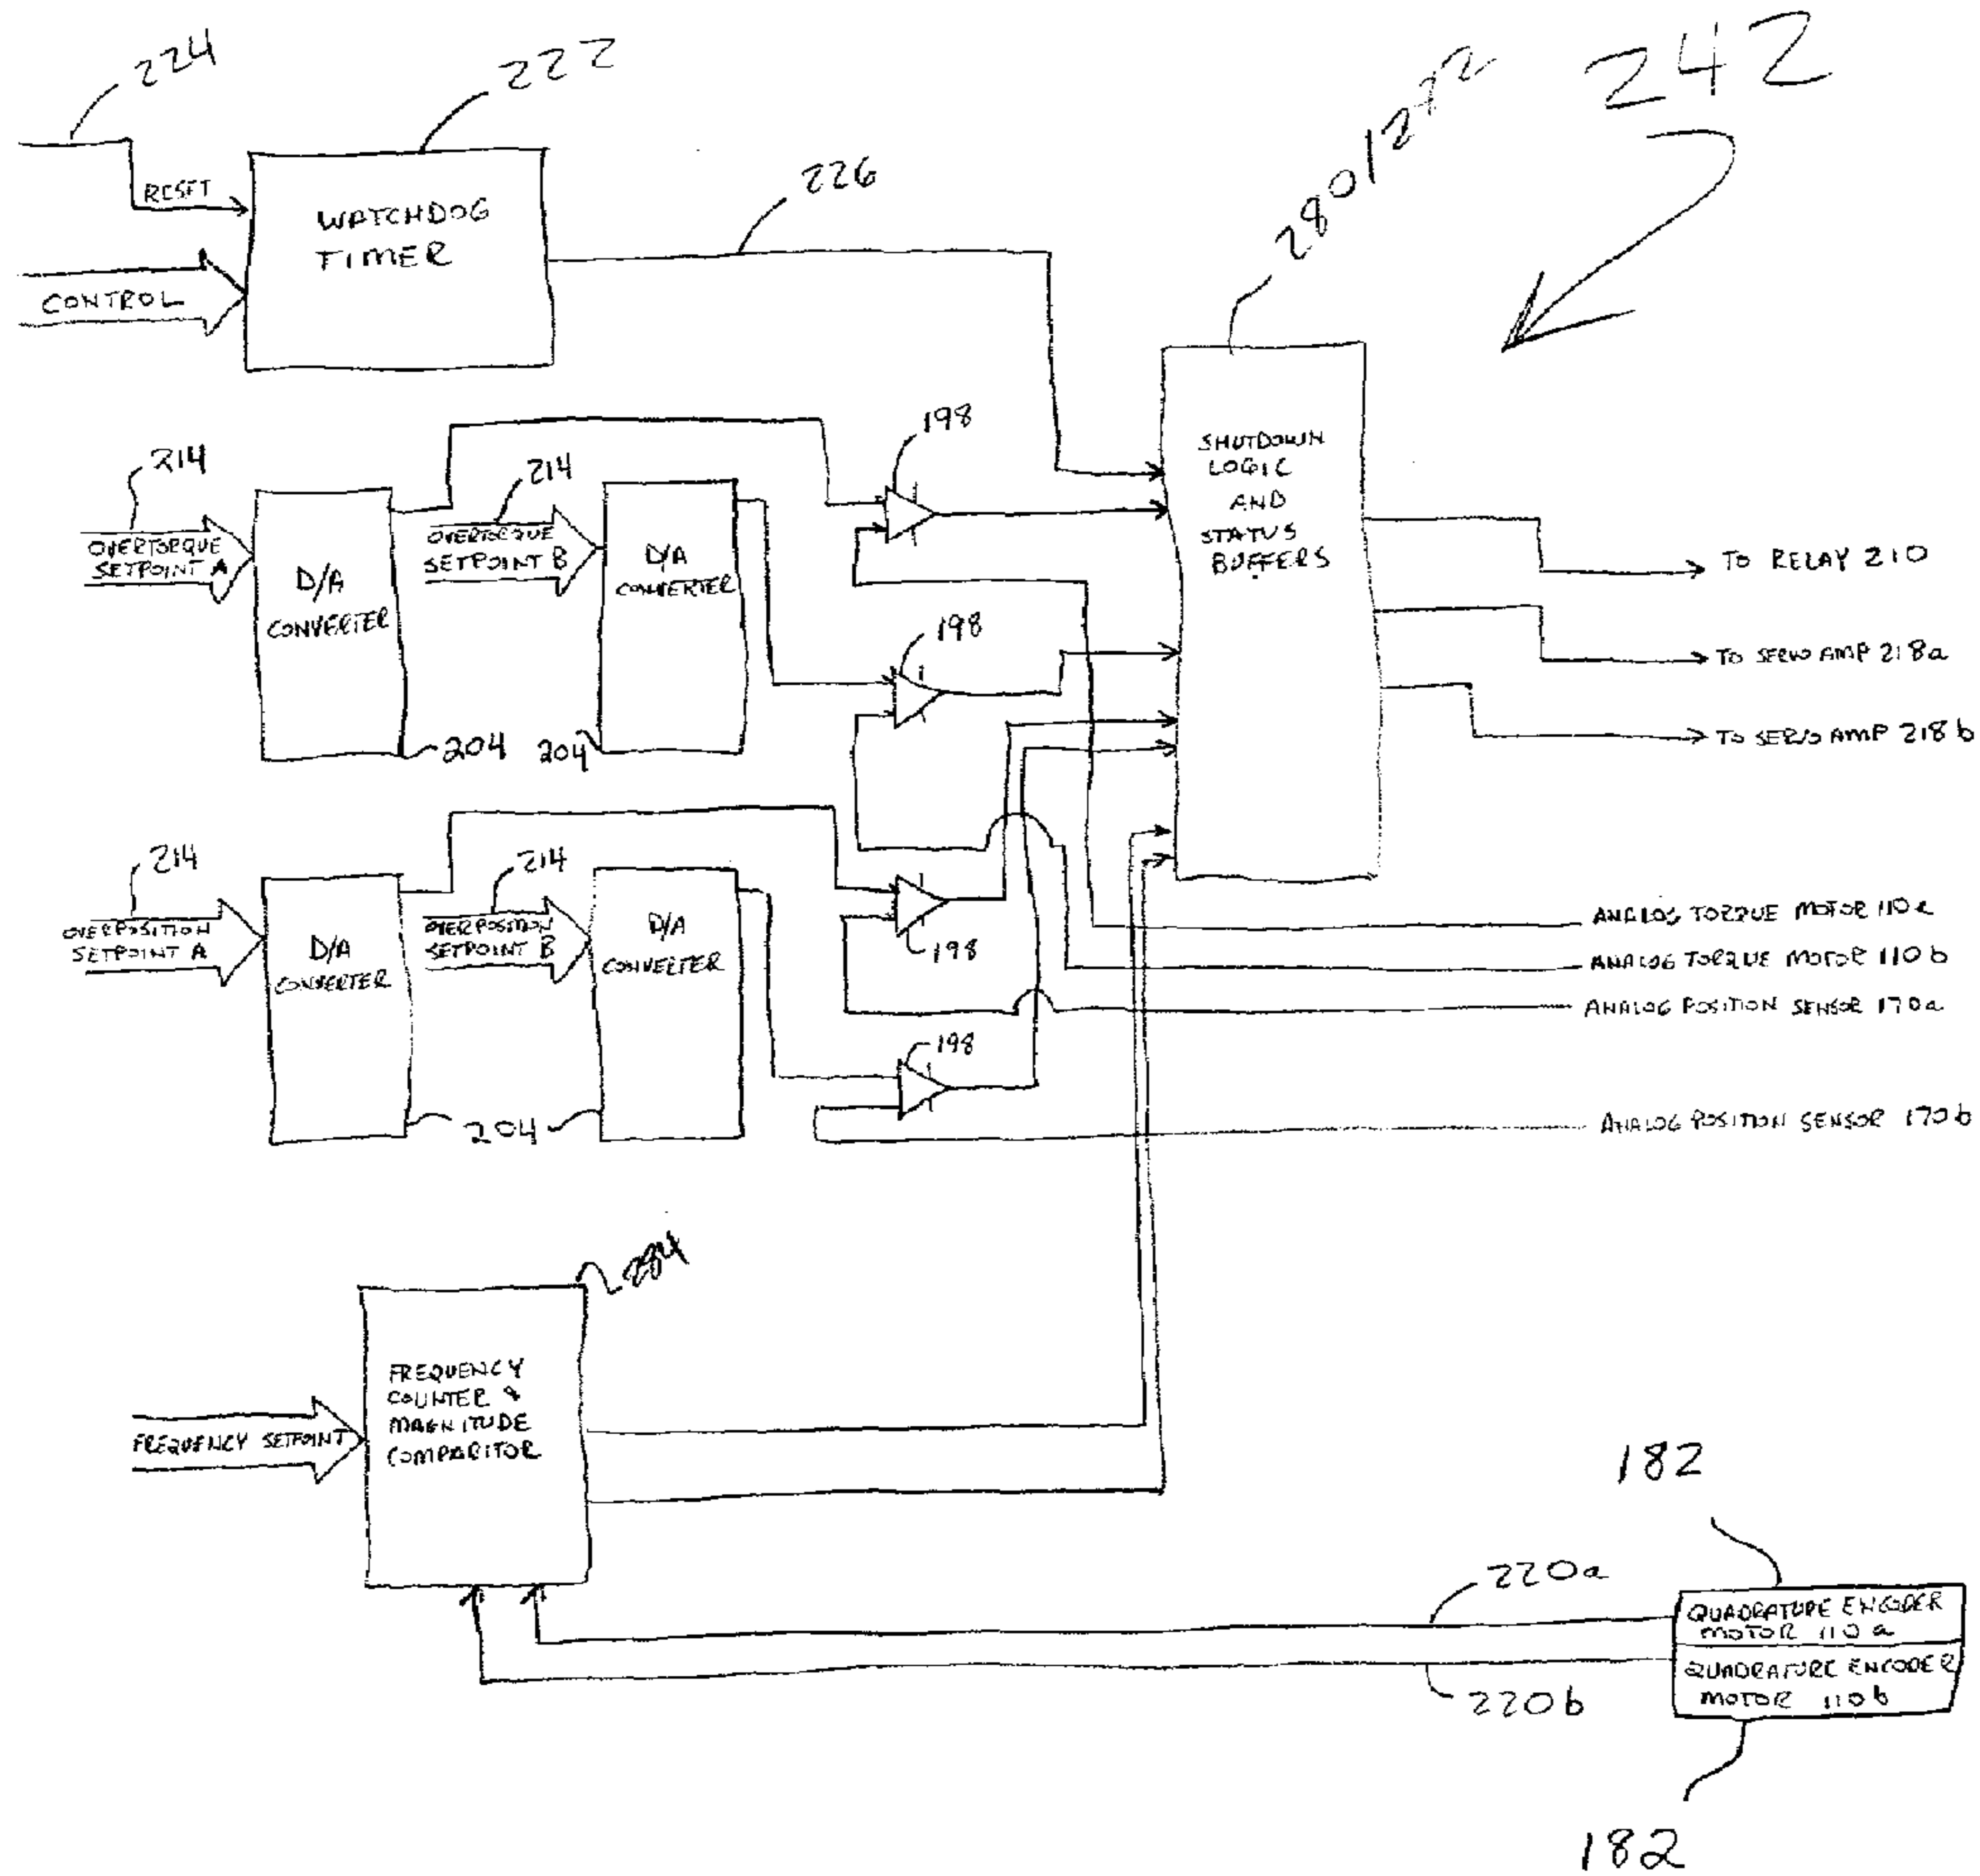 224
222
242
280
272
RESET
WATCHDOG
TIMER
CONTROL
226
198
214
OVERTORQUE
SETPOINT A
D/A
CONVERTER
204
214
OVERTORQUE
SETPOINT B
D/A
CONVERTER
204
198
SHUTDOWN
LOGIC
AND
STATUS
BUFFERS
TO RELAY 210
TO SERVO AMP 218a
TO SERVO AMP 218b
214
OVERPOSITION
SETPOINT A
D/A
CONVERTER
214
OVERPOSITION
SETPOINT B
D/A
CONVERTER
204
198
198
ANALOG TORQUE MOTOR 110a
ANALOG TORQUE MOTOR 110b
ANALOG POSITION SENSOR 170a
ANALOG POSITION SENSOR 170b
FREQUENCY SETPOINT
FREQUENCY
COUNTER &
MAGNITUDE
COMPARITOR
182
220a
QUADRATURE ENCODER
MOTOR 110a
QUADRATURE ENCODER
MOTOR 110b
220b
182